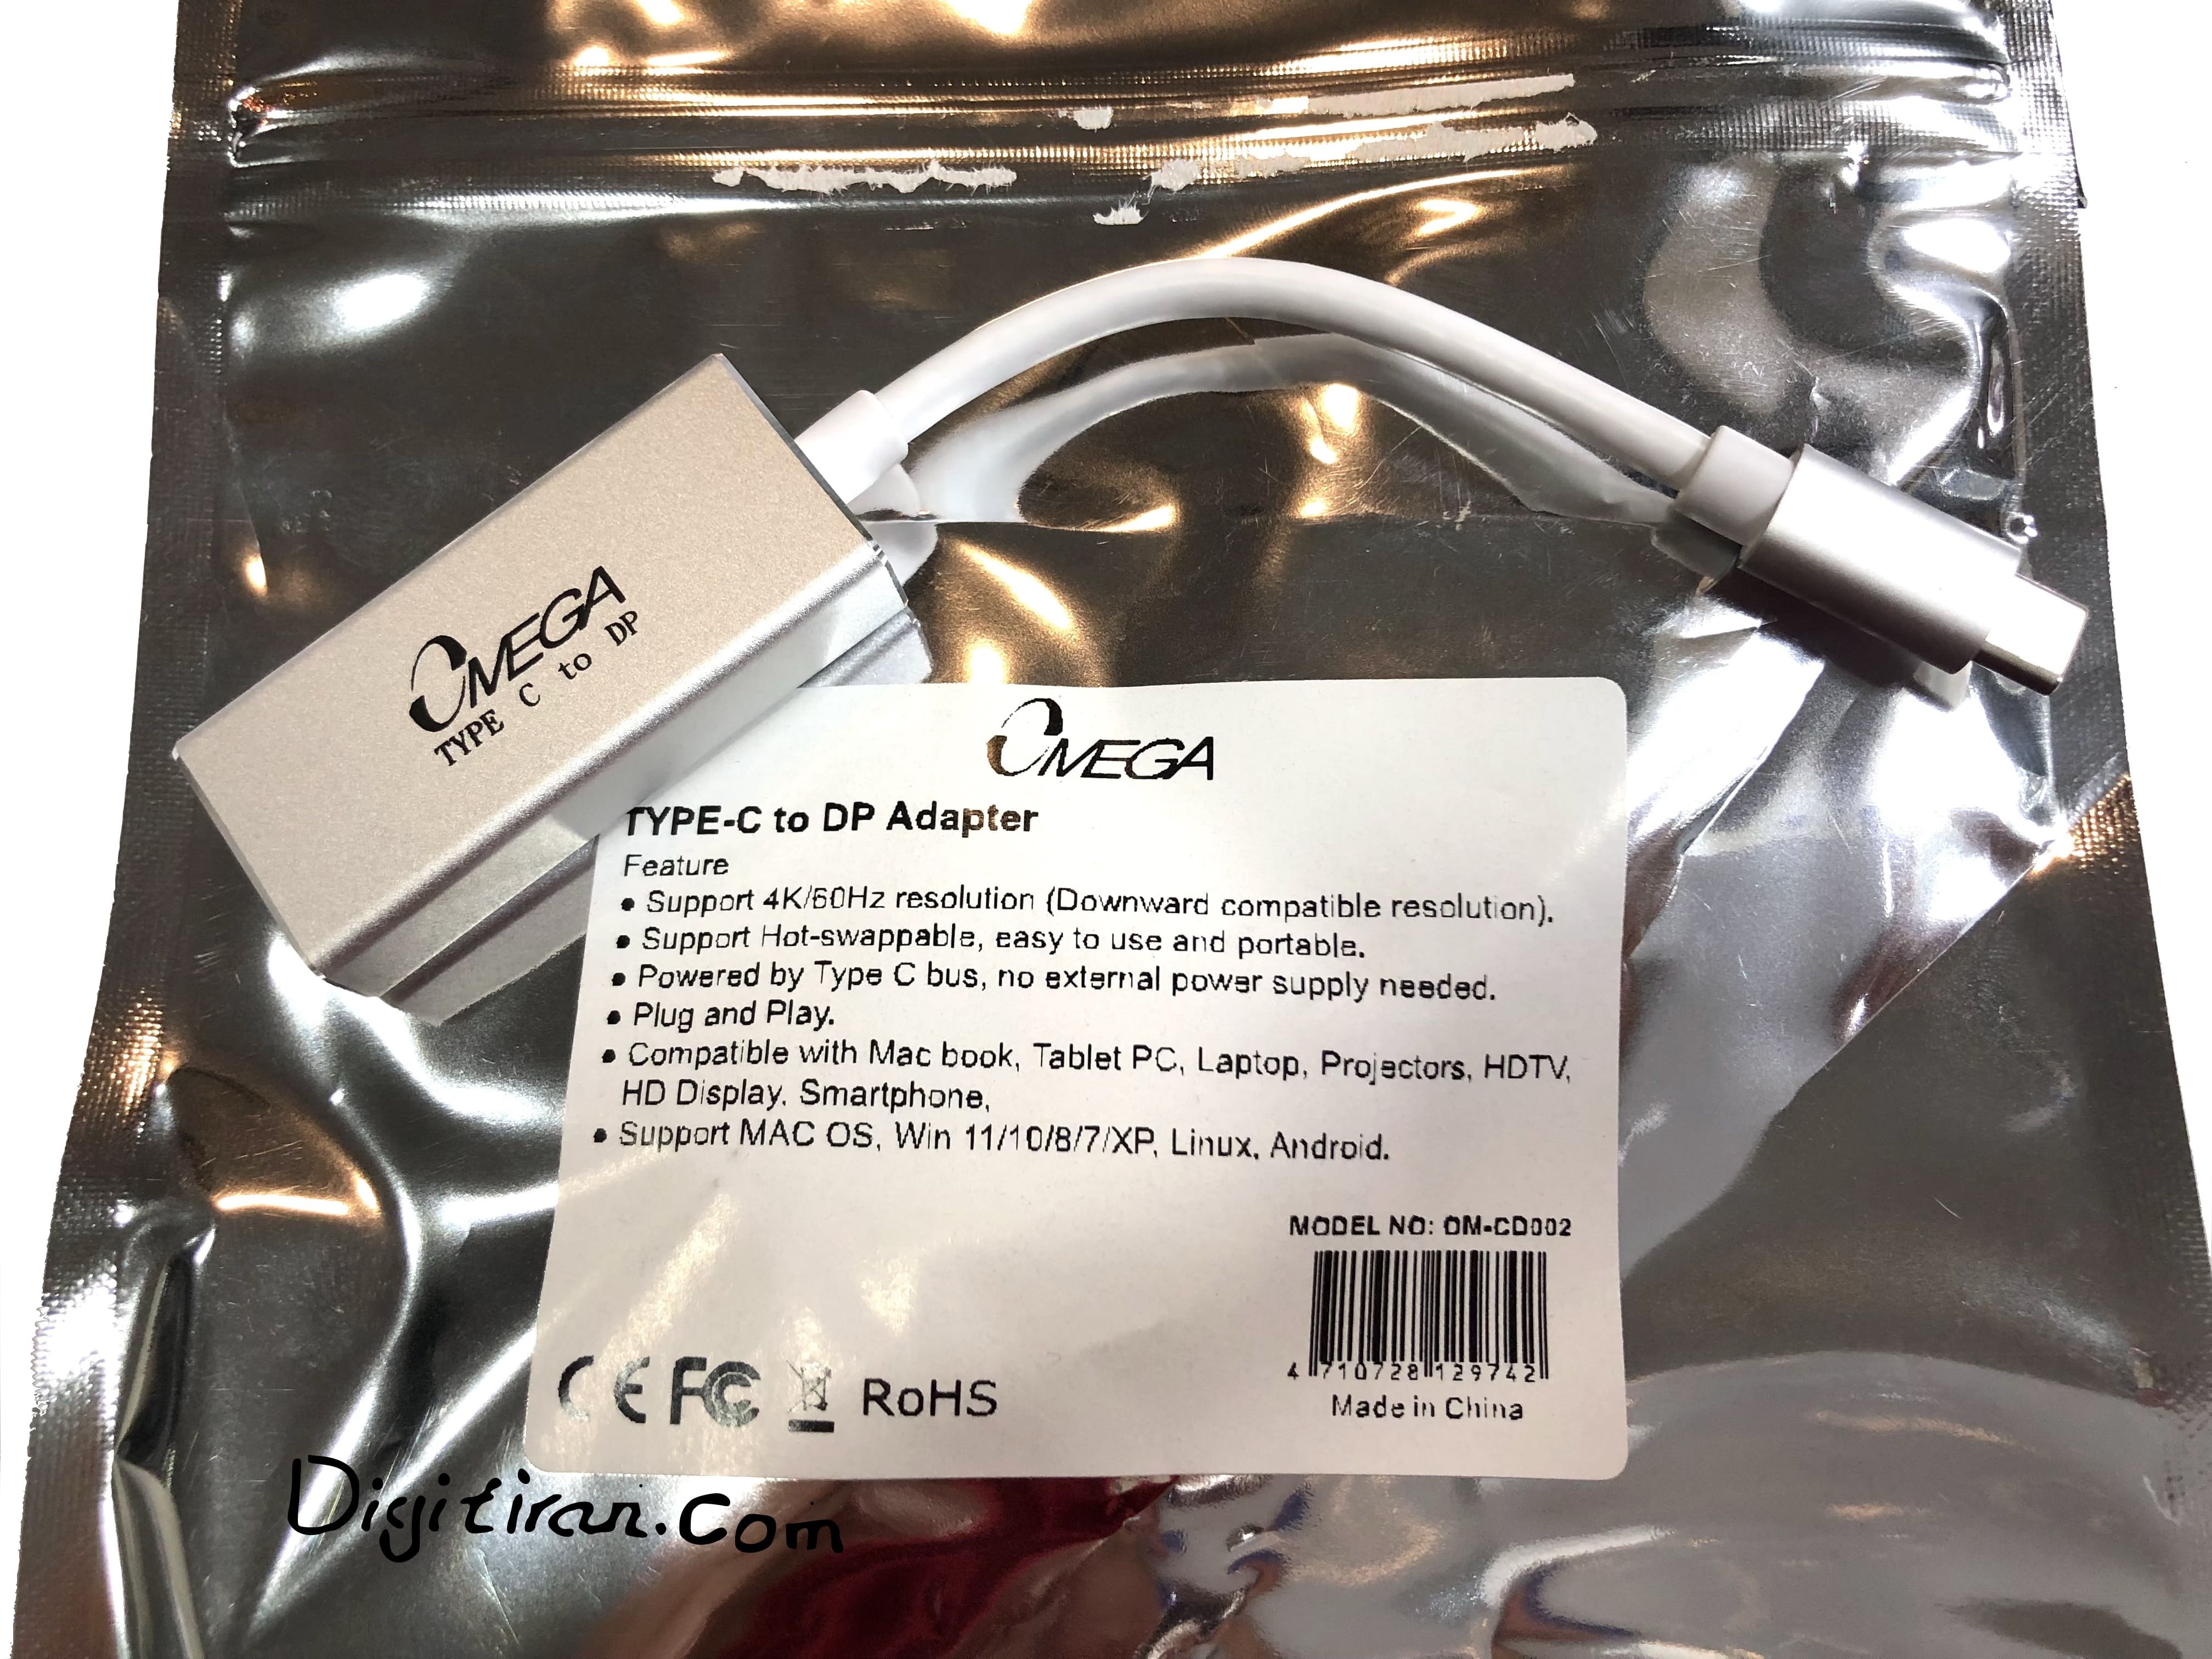 OMEGA
TYPE C to DP
OMEGA
TYPE-C to DP Adapter
Feature
• Support 4K/60Hz resolution (Downward compatible resolution).
• Support Hot-swappable, easy to use and portable.
• Powered by Type C bus, no external power supply needed.
• Plug and Play.
• Compatible with Mac book, Tablet PC, Laptop, Projectors, HDTV,
HD Display. Smartphone,
• Support MAC OS, Win 11/10/8/7/XP, Linux, Android.
MODEL NO: OM-CD002
4 710728 129742
Made in China
CE FC RoHS
Digitiran.com